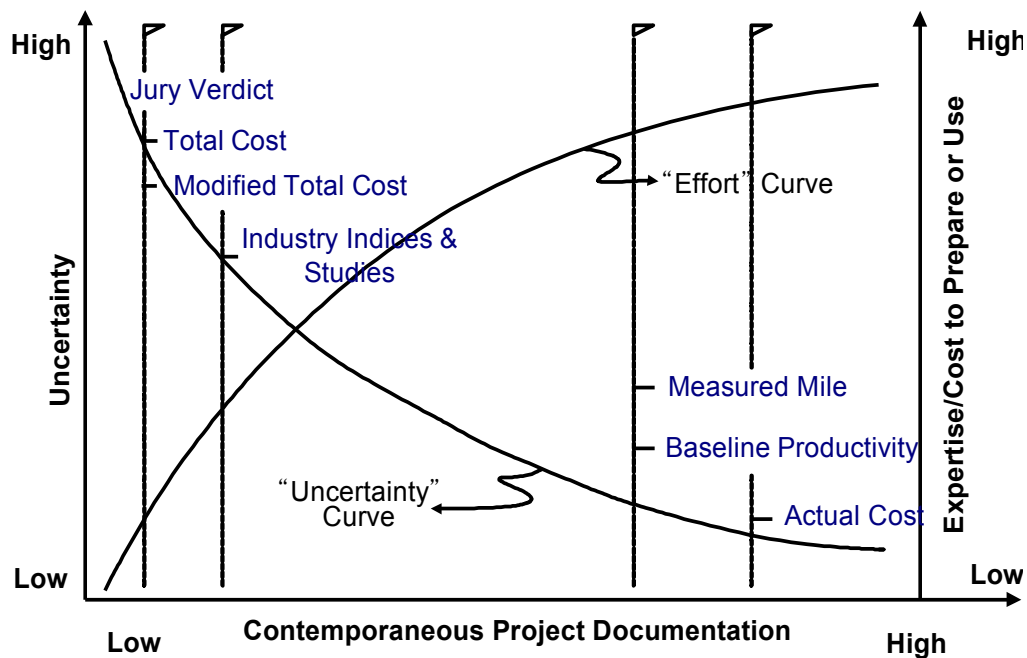 High
High
Jury Verdict
Total Cost
Modified Total Cost
“Effort” Curve
Industry Indices &
Studies
Uncertainty
Expertise/Cost to Prepare or Use
Measured Mile
Baseline Productivity
“Uncertainty”
Curve
Actual Cost
Low
Low
Low
Contemporaneous Project Documentation
High